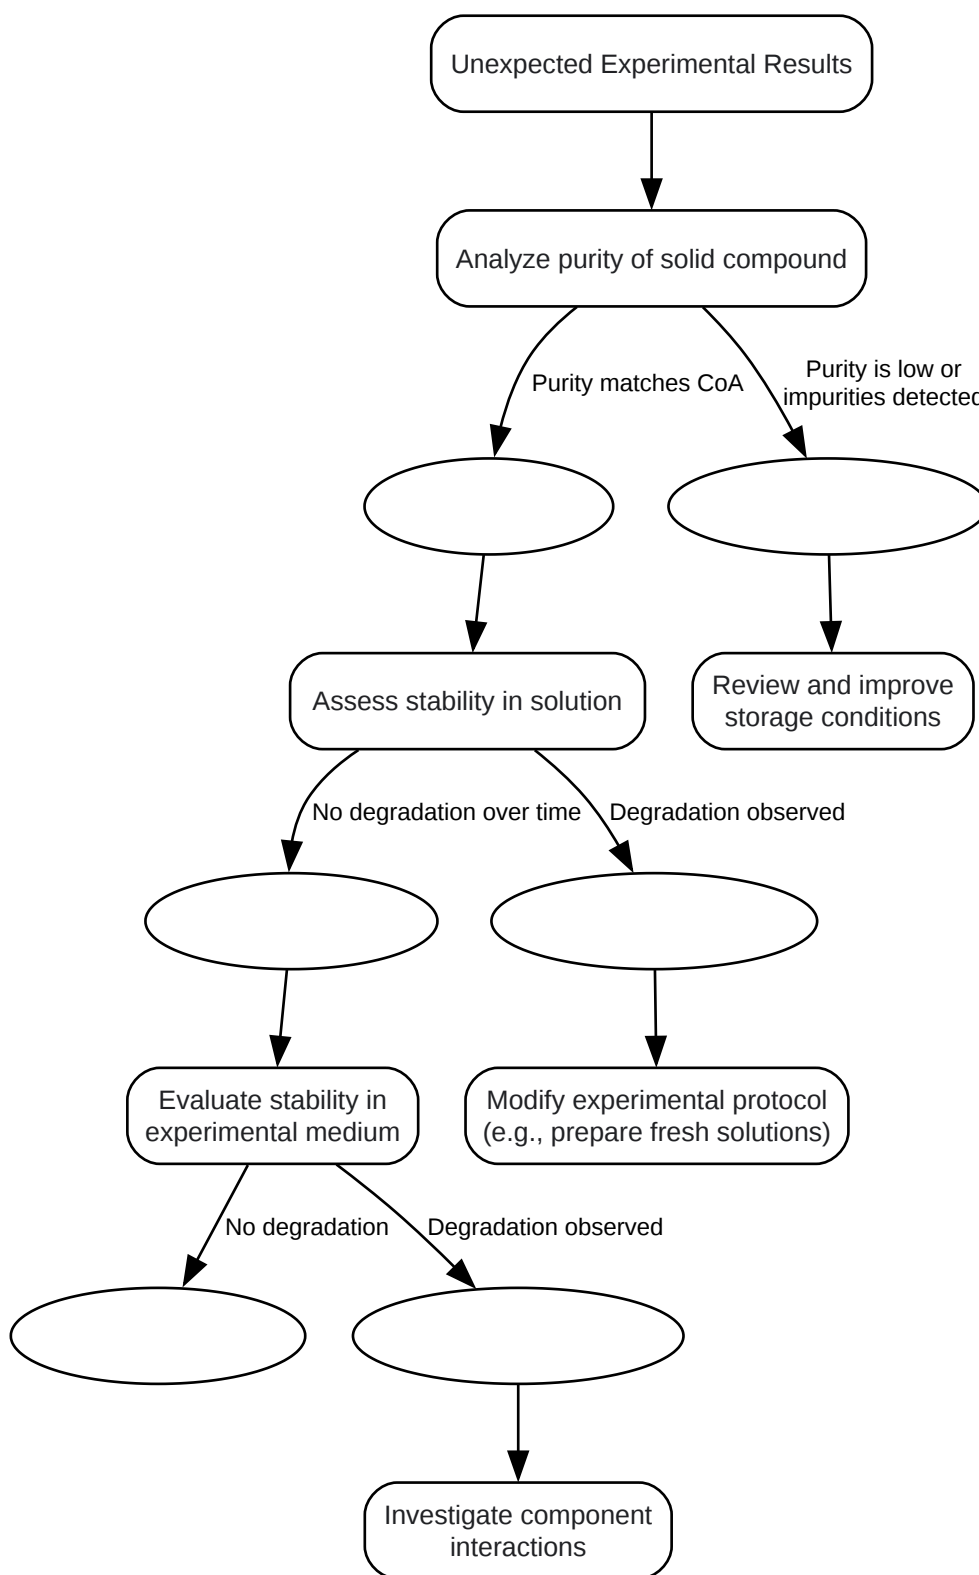 Unexpected Experimental Results
Analyze purity of solid compound
Purity matches CoA
Purity is low or
impurities detected
Assess stability in solution
Review and improve
storage conditions
No degradation over time
Degradation observed
Evaluate stability in
experimental medium
Modify experimental protocol
(e.g., prepare fresh solutions)
No degradation
Degradation observed
Investigate component
interactions